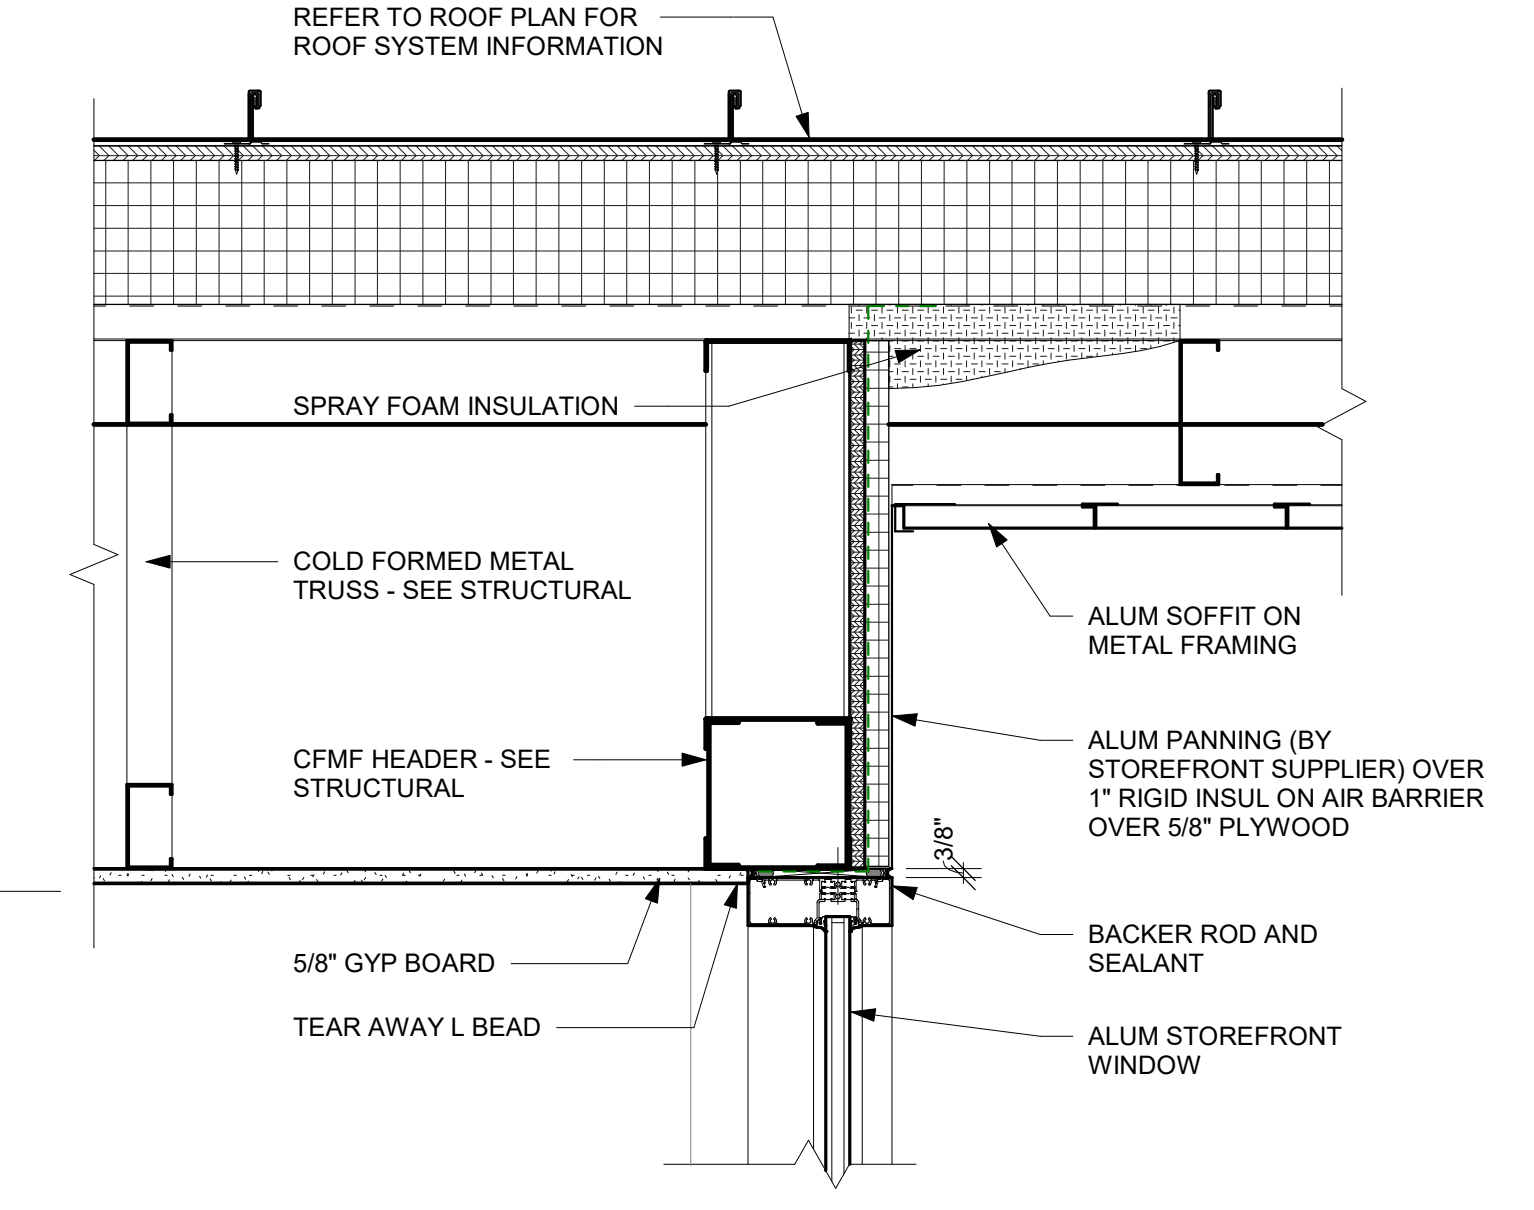 REFER TO ROOF PLAN FOR
ROOF SYSTEM INFORMATION
SPRAY FOAM INSULATION
COLD FORMED METAL
TRUSS - SEE STRUCTURAL
ALUM SOFFIT ON
METAL FRAMING
CFMF HEADER - SEE
STRUCTURAL
ALUM PANNING (BY
STOREFRONT SUPPLIER) OVER
1" RIGID INSUL ON AIR BARRIER
OVER 5/8" PLYWOOD
3/8"
5/8" GYP BOARD
BACKER ROD AND
SEALANT
TEAR AWAY L BEAD
ALUM STOREFRONT
WINDOW